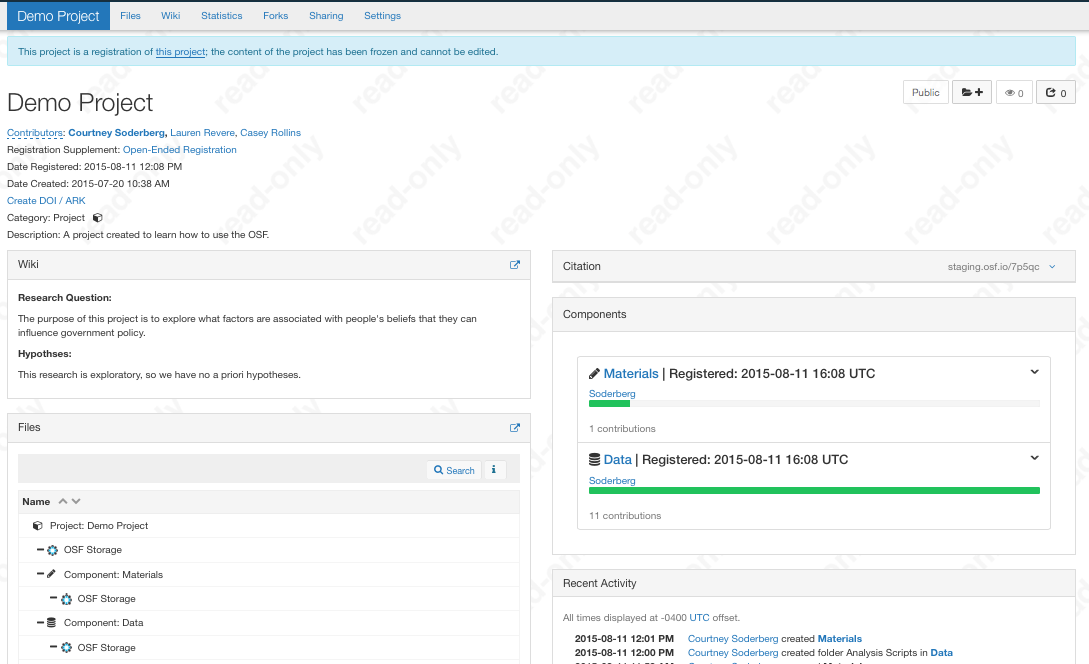 Demo Project Files Wiki Statistics Forks Sharing Settings
This project is a registration of this project; the content of the project has been frozen and cannot be edited.
Demo Project
Public 0 0
Contributors: Courtney Soderberg, Lauren Revere, Casey Rollins
Registration Supplement: Open-Ended Registration
Date Registered: 2015-08-11 12:08 PM
Date Created: 2015-07-20 10:38 AM
Create DOI / ARK
Category: Project
Description: A project created to learn how to use the OSF.
Wiki
Research Question:
The purpose of this project is to explore what factors are associated with people's beliefs that they can
influence government policy.
Hypothses:
This research is exploratory, so we have no a priori hypotheses.
Files
Search i
Name
Project: Demo Project
OSF Storage
Component: Materials
OSF Storage
Component: Data
OSF Storage
Citation staging.osf.io/7p5qc
Components
Materials | Registered: 2015-08-11 16:08 UTC
Soderberg
1 contributions
Data | Registered: 2015-08-11 16:08 UTC
Soderberg
11 contributions
Recent Activity
All times displayed at -0400 UTC offset.
2015-08-11 12:01 PM Courtney Soderberg created Materials
2015-08-11 12:00 PM Courtney Soderberg created folder Analysis Scripts in Data
read-only